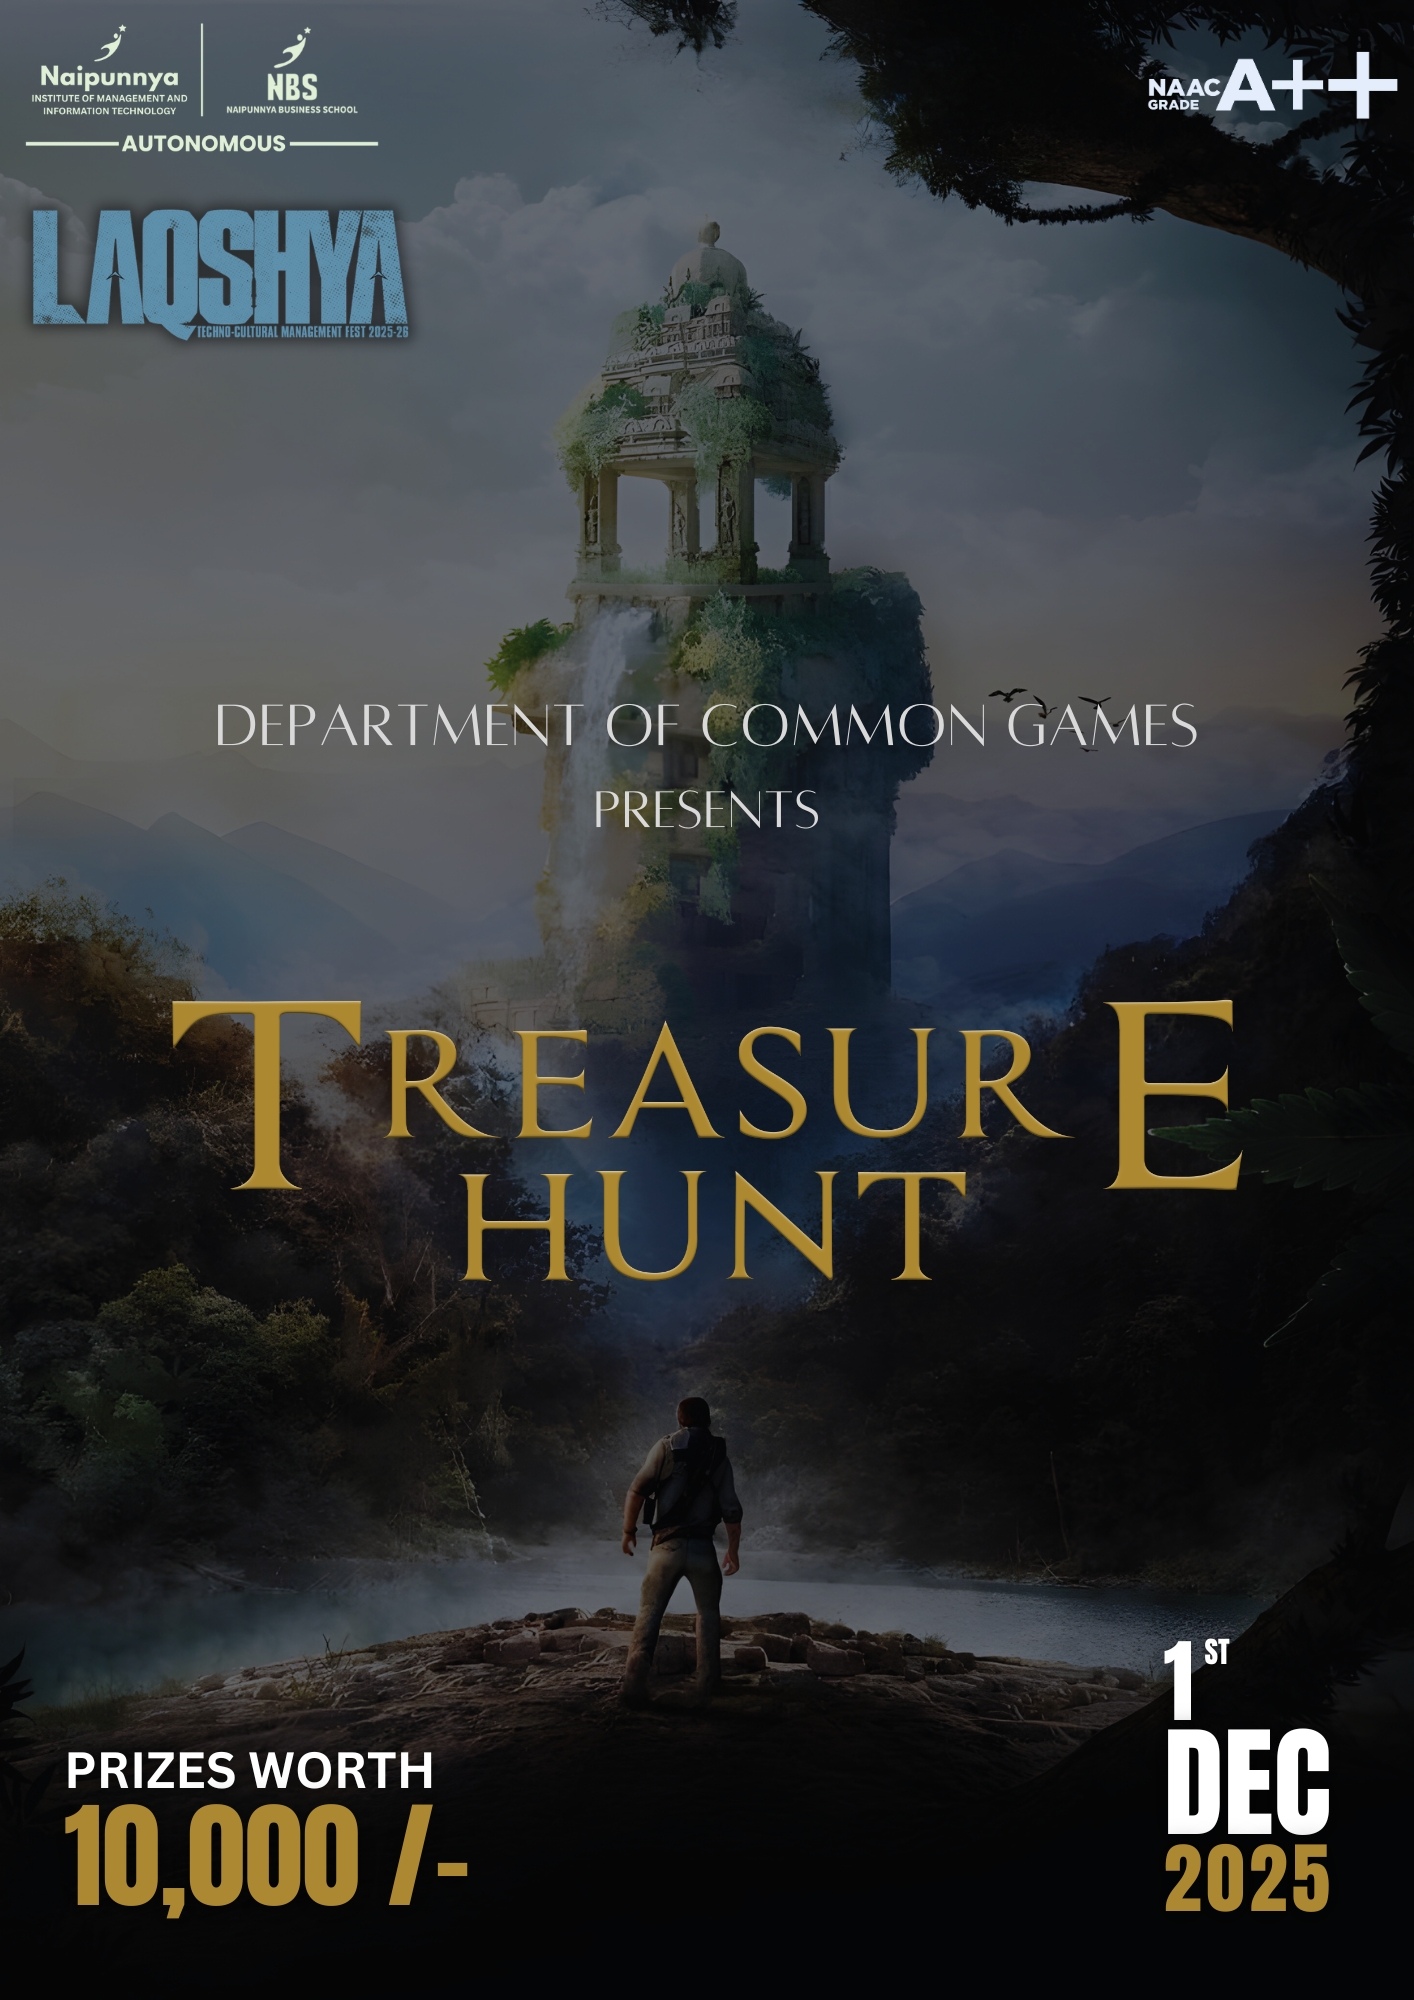 Naipunnya
INSTITUTE OF MANAGEMENT AND
INFORMATION TECHNOLOGY
NBS
NAIPUNNYA BUSINESS SCHOOL
AUTONOMOUS
NAAC
GRADE
A++
LAQSHYA
TECHNO-CULTURAL MANAGEMENT FEST 2025-26
DEPARTMENT OF COMMON GAMES
PRESENTS
TREASURE
HUNT
PRIZES WORTH
10,000 /-
1ST
DEC
2025